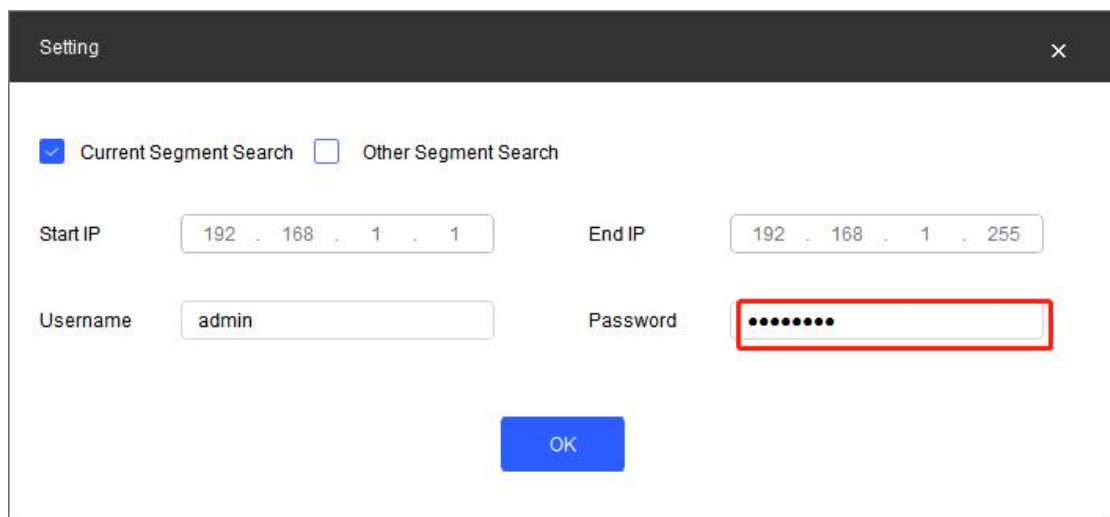 Setting
Current Segment Search Other Segment Search
Start IP 192 . 168 . 1 . 1 End IP 192 . 168 . 1 . 255
Username admin Password ••••••••
OK